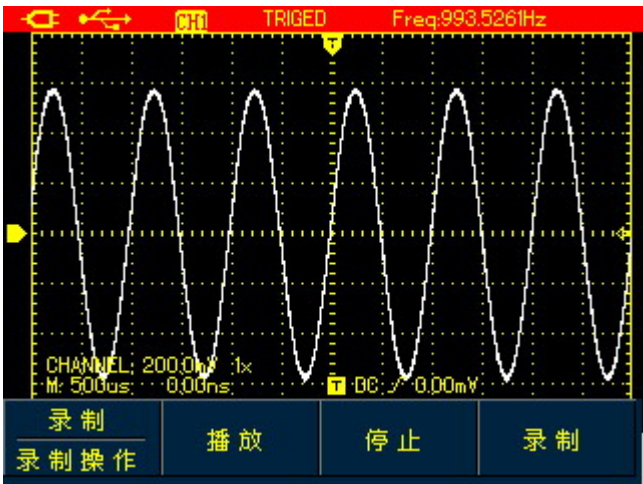 CH1 TRIGED Freq:993.5261Hz
T
CHANNEL: 200.0mV 1×
M: 500us 0.00ns T DC 0.00mV
录制 播放 停止 录制
录制操作